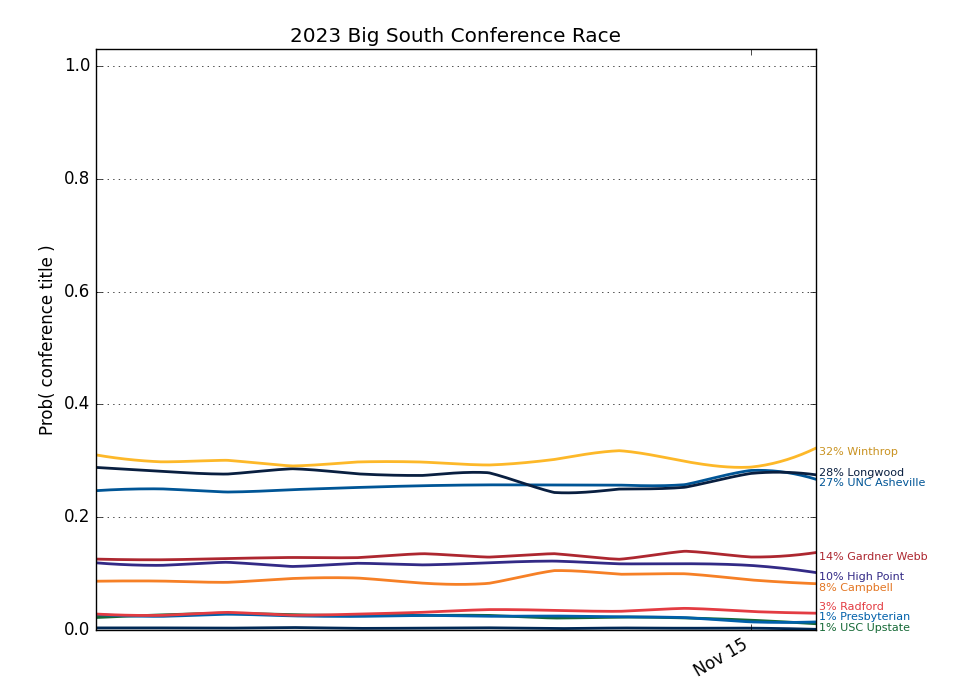 2023 Big South Conference Race
Prob( conference title )
1.0
0.8
0.6
0.4
0.2
0.0
32% Winthrop
28% Longwood
27% UNC Asheville
14% Gardner Webb
10% High Point
8% Campbell
3% Radford
1% Presbyterian
1% USC Upstate
Nov 15